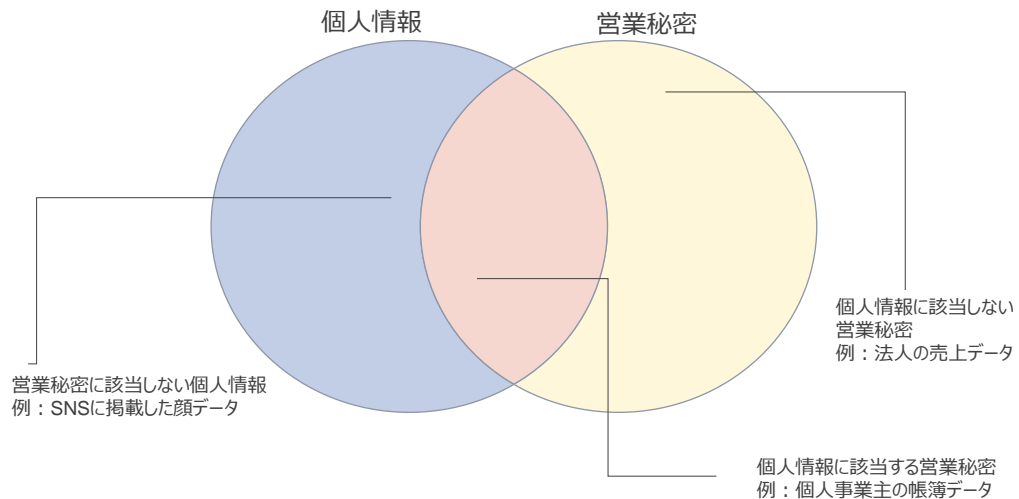 個人情報
営業秘密
個人情報に該当しない
営業秘密
例：法人の売上データ
営業秘密に該当しない個人情報
例：SNSに掲載した顔データ
個人情報に該当する営業秘密
例：個人事業主の帳簿データ